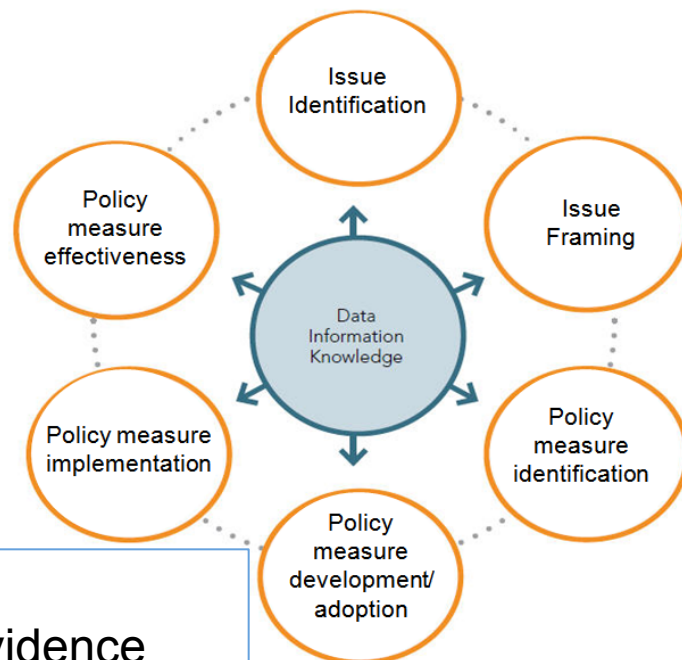 Issue
Identification
Issue
Framing
Policy
measure
identification
Policy
measure
development/
adoption
Policy measure
implementation
Policy
measure
effectiveness
Data
Information
Knowledge
vidence